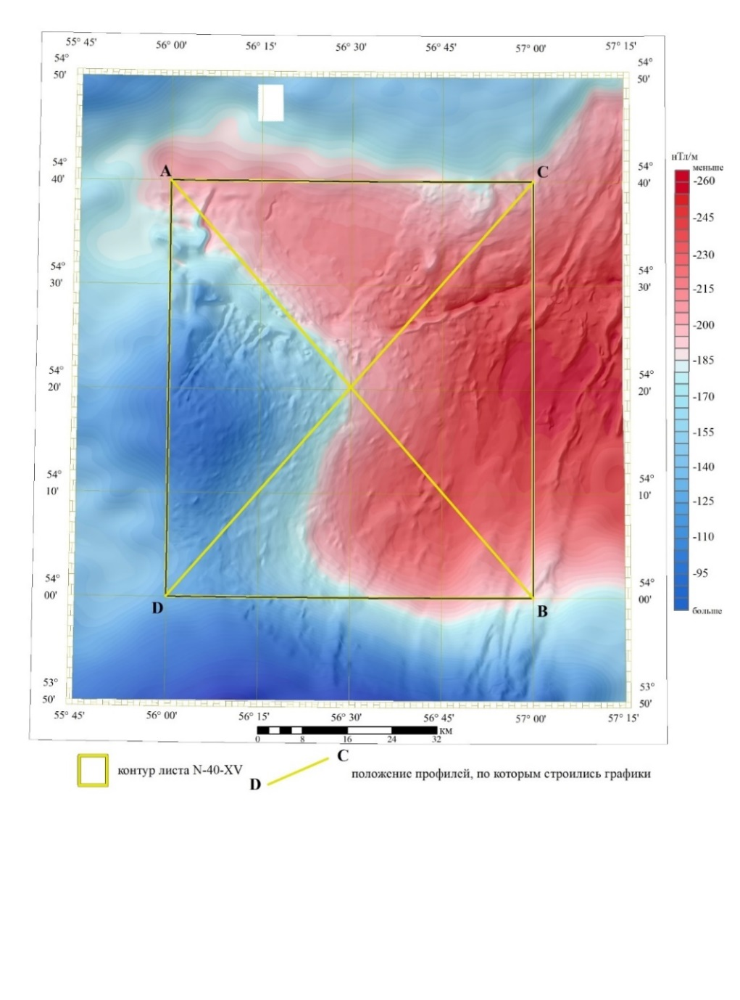 55° 45' 56° 00' 56° 15' 56° 30' 56° 45' 57° 00' 57° 15'
54° 50' 54° 50'
54° 40' A C 54° 40'
54° 30' 54° 30'
54° 20' 54° 20'
54° 10' 54° 10'
54° 00' D B 54° 00'
53° 50' 53° 50'
55° 45' 56° 00' 56° 15' 56° 30' 56° 45' 57° 00' 57° 15'
нТл/м
меньше
-260
-245
-230
-215
-200
-185
-170
-155
-140
-125
-110
-95
больше
км
0 8 16 24 32
контур листа N-40-XV
D C
положение профилей, по которым строились графики